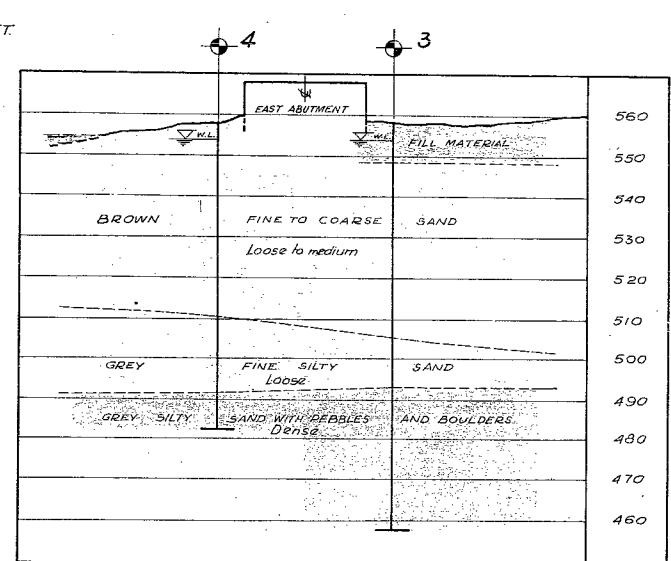 4 3
EAST ABUTMENT
560
W.L. W.L. FILL MATERIAL
550
540
BROWN FINE TO COARSE SAND
Loose to medium
530
520
510
500
GREY FINE SILTY SAND
Loose
490
GREY SILTY SAND WITH PEBBLES AND BOULDERS
Dense
480
470
460